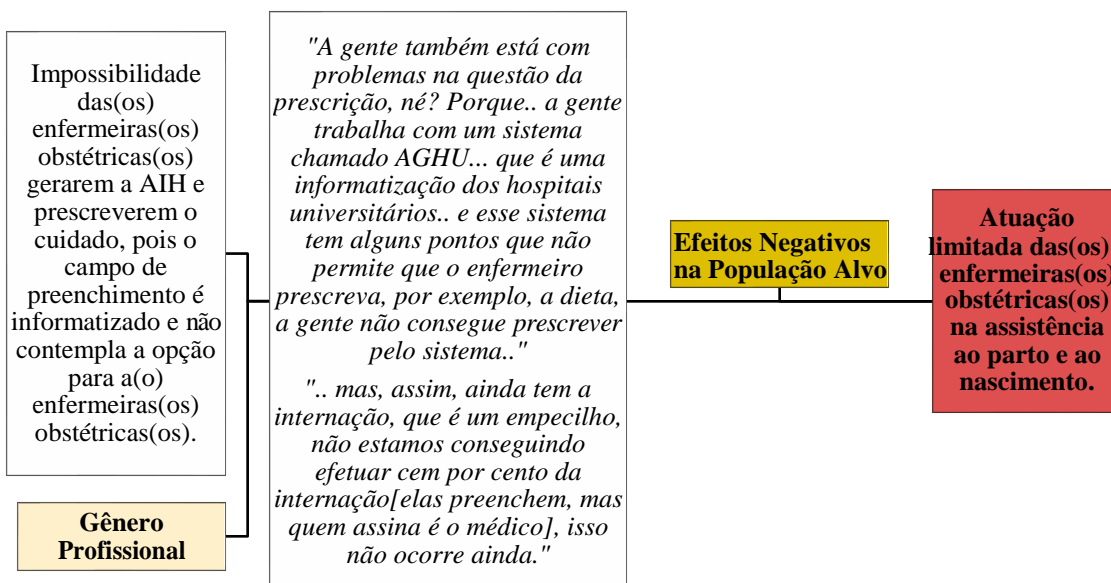 Impossibilidade
das(os)
enfermeiras(os)
obstétricas(os)
gerarem a AIH e
prescreverem o
cuidado, pois o
campo de
preenchimento é
informatizado e não
contempla a opção
para a(o)
enfermeiras(os)
obstétricas(os).
Gênero
Profissional
"A gente também está com
problemas na questão da
prescrição, né? Porque.. a gente
trabalha com um sistema
chamado AGHU... que é uma
informatização dos hospitais
universitários.. e esse sistema
tem alguns pontos que não
permite que o enfermeiro
prescreva, por exemplo, a dieta,
a gente não consegue prescrever
pelo sistema.."
".. mas, assim, ainda tem a
internação, que é um empecilho,
não estamos conseguindo
efetuar cem por cento da
internação[elas preenchem, mas
quem assina é o médico], isso
não ocorre ainda."
Efeitos Negativos
na População Alvo
Atuação
limitada das(os)
enfermeiras(os)
obstétricas(os)
na assistência
ao parto e ao
nascimento.